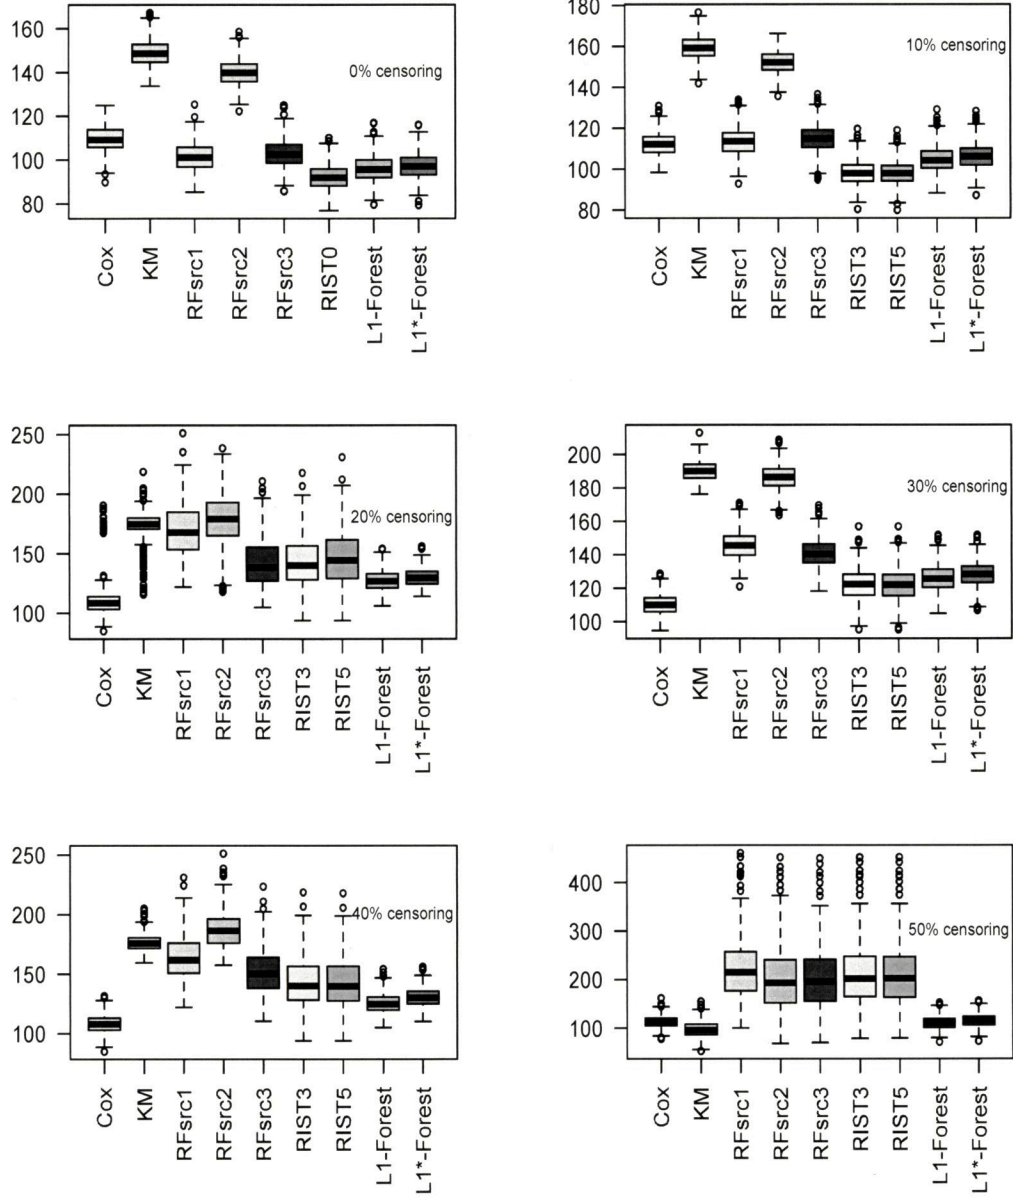 160
140
120
100
80
0% censoring
Cox
KM
RFsrc1
RFsrc2
RFsrc3
RIST0
L1-Forest
L1*-Forest
180
160
140
120
100
80
10% censoring
Cox
KM
RFsrc1
RFsrc2
RFsrc3
RIST3
RIST5
L1-Forest
L1*-Forest
250
200
150
100
20% censoring
Cox
KM
RFsrc1
RFsrc2
RFsrc3
RIST3
RIST5
L1-Forest
L1*-Forest
200
180
160
140
120
100
30% censoring
Cox
KM
RFsrc1
RFsrc2
RFsrc3
RIST3
RIST5
L1-Forest
L1*-Forest
250
200
150
100
40% censoring
Cox
KM
RFsrc1
RFsrc2
RFsrc3
RIST3
RIST5
L1-Forest
L1*-Forest
400
300
200
100
50% censoring
Cox
KM
RFsrc1
RFsrc2
RFsrc3
RIST3
RIST5
L1-Forest
L1*-Forest